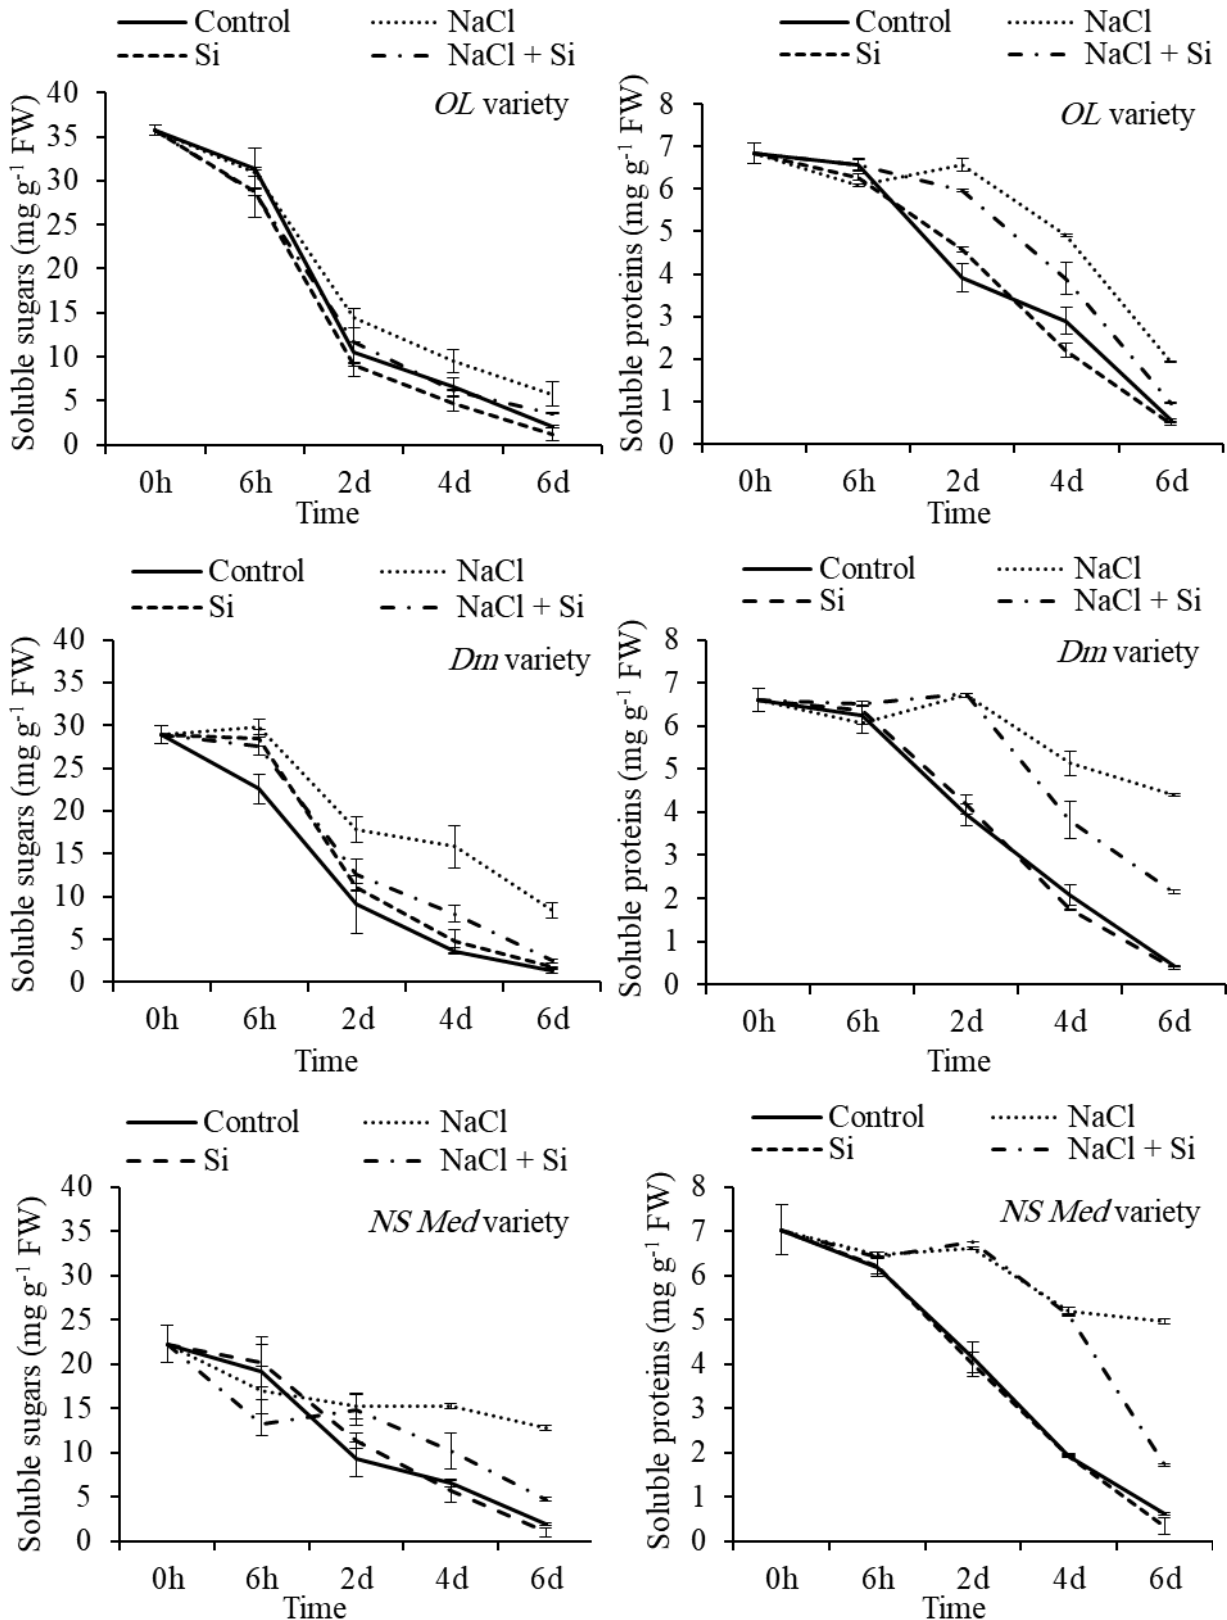 Control NaCl
Si NaCl + Si
OL variety
Soluble sugars (mg g-1 FW)
40
35
30
25
20
15
10
5
0
0h 6h 2d 4d 6d
Time
Control NaCl
Si NaCl + Si
OL variety
Soluble proteins (mg g-1 FW)
8
7
6
5
4
3
2
1
0
0h 6h 2d 4d 6d
Time
Control NaCl
Si NaCl + Si
Dm variety
Soluble sugars (mg g-1 FW)
40
35
30
25
20
15
10
5
0
0h 6h 2d 4d 6d
Time
Control NaCl
Si NaCl + Si
Dm variety
Soluble proteins (mg g-1 FW)
8
7
6
5
4
3
2
1
0
0h 6h 2d 4d 6d
Time
Control NaCl
Si NaCl + Si
NS Med variety
Soluble sugars (mg g-1 FW)
40
35
30
25
20
15
10
5
0
0h 6h 2d 4d 6d
Time
Control NaCl
Si NaCl + Si
NS Med variety
Soluble proteins (mg g-1 FW)
8
7
6
5
4
3
2
1
0
0h 6h 2d 4d 6d
Time